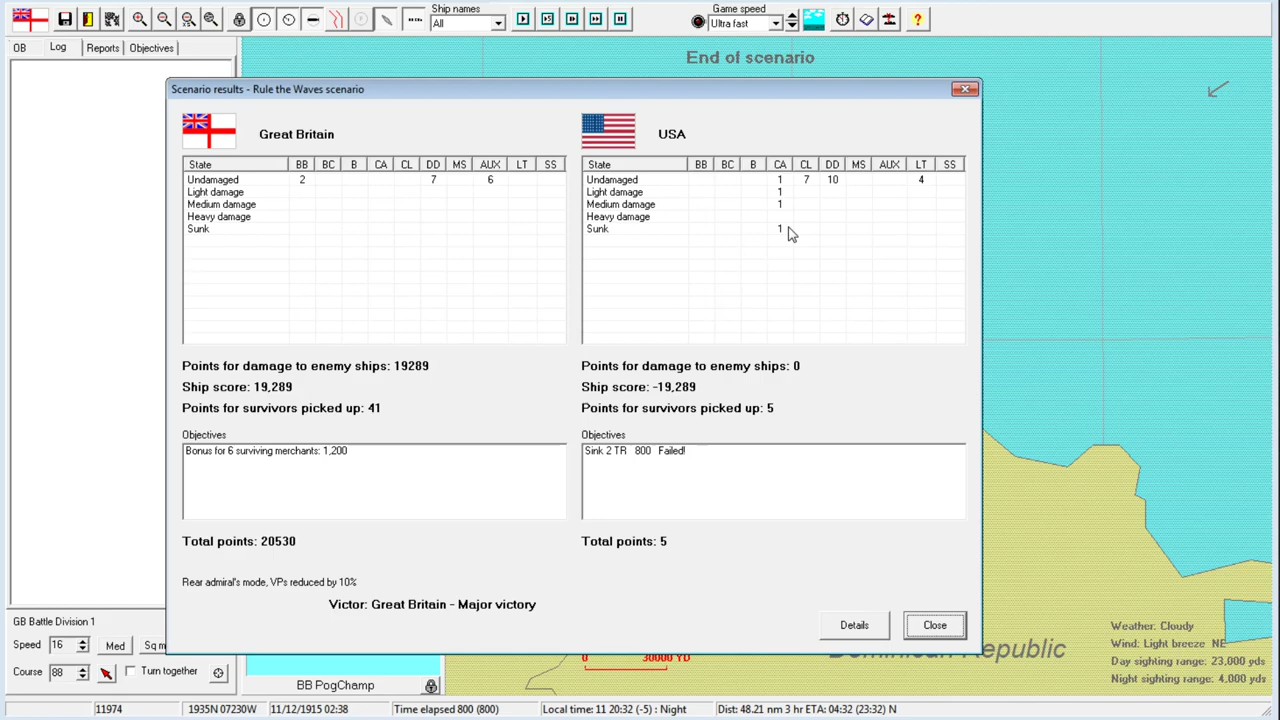 Ship names
All
Game speed
Ultra fast
OB Log Reports Objectives
End of scenario
Scenario results - Rule the Waves scenario
Great Britain
State BB BC B CA CL DD MS AUX LT SS
Undamaged 2 7 6
Light damage
Medium damage
Heavy damage
Sunk
USA
State BB BC B CA CL DD MS AUX LT SS
Undamaged 1 7 10 4
Light damage 1
Medium damage 1
Heavy damage
Sunk 1
Points for damage to enemy ships: 19289
Ship score: 19,289
Points for survivors picked up: 41
Points for damage to enemy ships: 0
Ship score: -19,289
Points for survivors picked up: 5
Objectives
Bonus for 6 surviving merchants: 1,200
Objectives
Sink 2 TR 800 Failed!
Total points: 20530
Total points: 5
Rear admiral's mode, VPs reduced by 10%
Victor: Great Britain - Major victory
Details
Close
GB Battle Division 1
Speed 16 Med Sq m
Course 88 Turn together
BB PogChamp
0 30000 YD
Dominican Republic
Weather: Cloudy
Wind: Light breeze NE
Day sighting range: 23,000 yds
Night sighting range: 4,000 yds
11974 1935N 07230W 11/12/1915 02:38 Time elapsed 800 (800) Local time: 11 20:32 (-5) : Night Dist: 48.21 nm 3 hr ETA: 04:32 (23:32) N